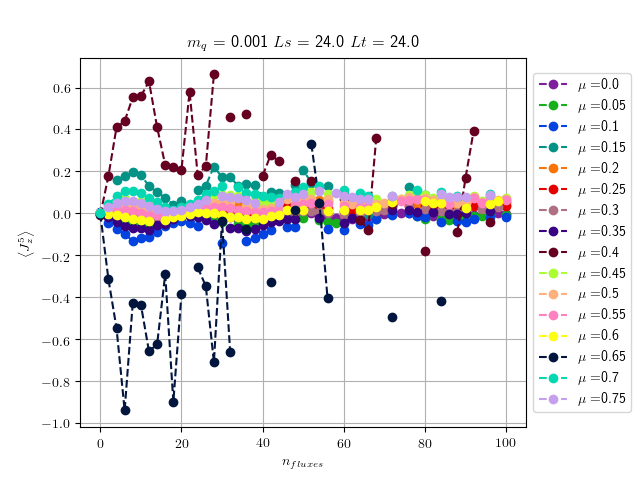 m_q = 0.001 Ls = 24.0 Lt = 24.0
0.6
0.4
0.2
0.0
−0.2
−0.4
−0.6
−0.8
−1.0
⟨J_z^5⟩
0 20 40 60 80 100
n_{fluxes}
μ =0.0
μ =0.05
μ =0.1
μ =0.15
μ =0.2
μ =0.25
μ =0.3
μ =0.35
μ =0.4
μ =0.45
μ =0.5
μ =0.55
μ =0.6
μ =0.65
μ =0.7
μ =0.75